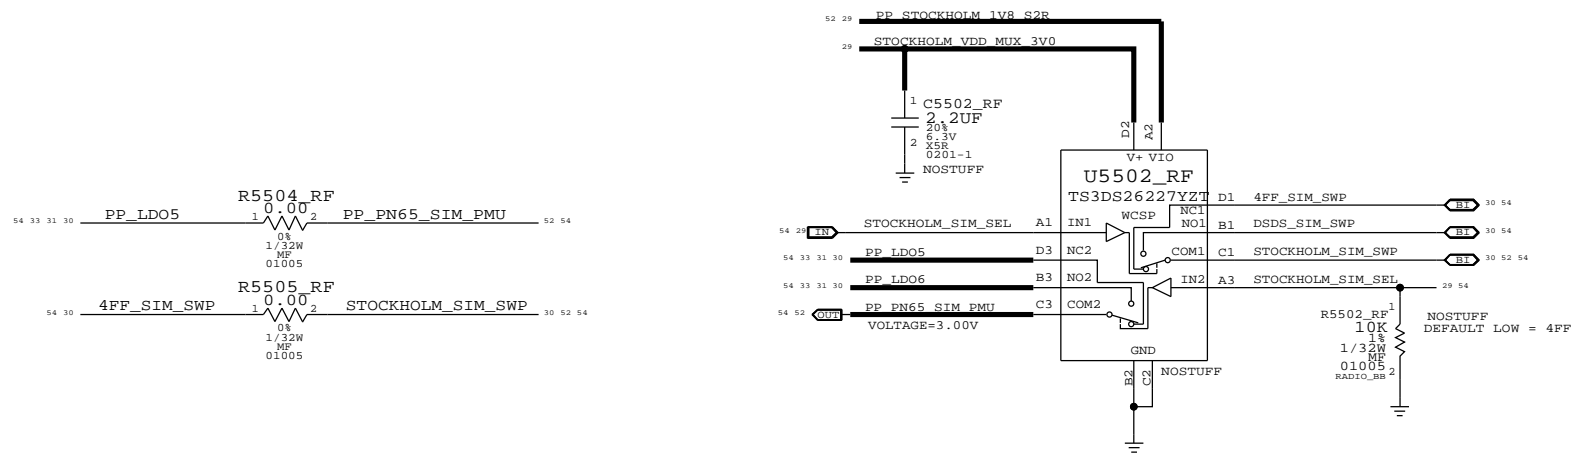 52 29 PP_STOCKHOLM_1V8_S2R
29 STOCKHOLM_VDD_MUX_3V0
1 C5502_RF
2.2UF
20%
6.3V
2 X5R
0201-1
NOSTUFF
D2 A2
V+ VIO
U5502_RF
TS3DS26227YZT
WCSP
R5504_RF
0.00
54 33 31 30 PP_LDO5 1 2 PP_PN65_SIM_PMU 52 54
0%
1/32W
MF
01005
R5505_RF
0.00
54 30 4FF_SIM_SWP 1 2 STOCKHOLM_SIM_SWP 30 52 54
0%
1/32W
MF
01005
54 29 IN STOCKHOLM_SIM_SEL A1 IN1
54 33 31 30 PP_LDO5 D3 NC2
54 33 31 30 PP_LDO6 B3 NO2
54 52 OUT PP_PN65_SIM_PMU C3 COM2
VOLTAGE=3.00V
NC1 D1 4FF_SIM_SWP BI 30 54
NO1 B1 DSDS_SIM_SWP BI 30 54
COM1 C1 STOCKHOLM_SIM_SWP BI 30 52 54
IN2 A3 STOCKHOLM_SIM_SEL 29 54
GND
B2 C2 NOSTUFF
R5502_RF 1
10K
1%
1/32W
MF
01005
RADIO_BB 2
NOSTUFF
DEFAULT LOW = 4FF